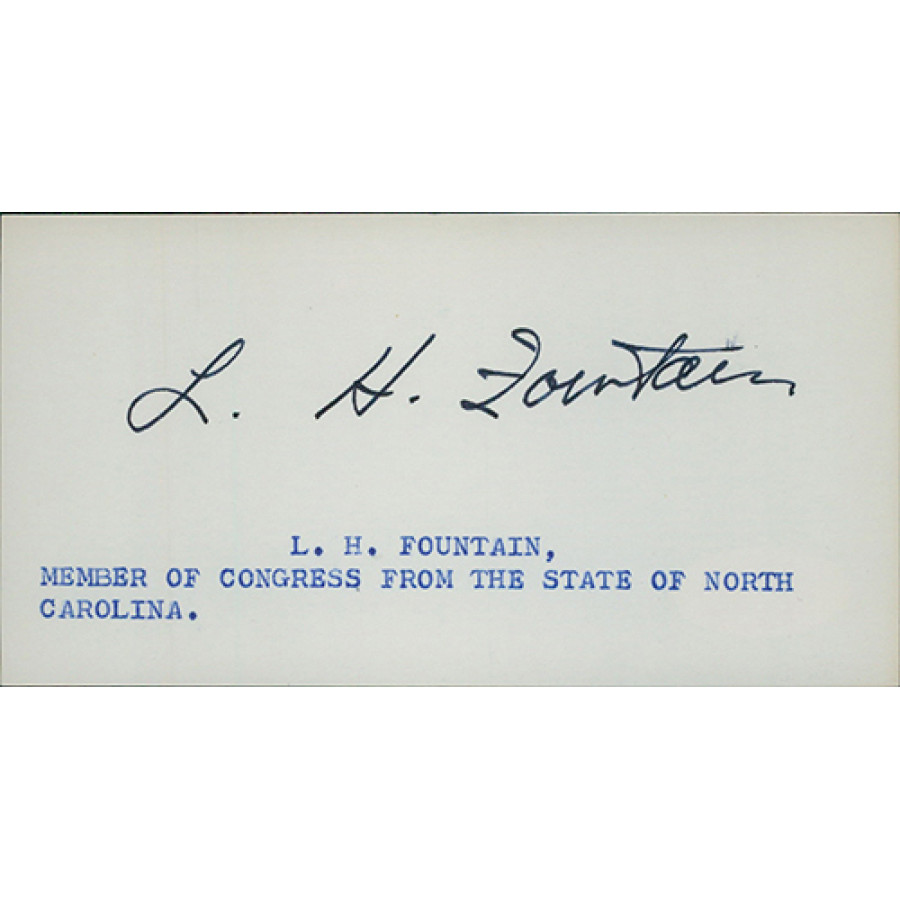 L. H. Fountain
L. H. FOUNTAIN,
MEMBER OF CONGRESS FROM THE STATE OF NORTH
CAROLINA.